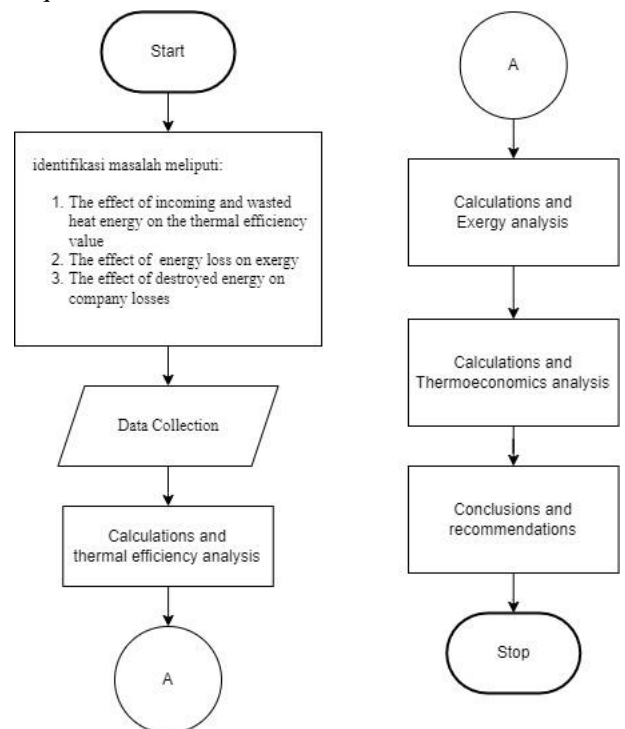 Start
identifikasi masalah meliputi:
1. The effect of incoming and wasted
heat energy on the thermal efficiency
value
2. The effect of energy loss on exergy
3. The effect of destroyed energy on
company losses
Data Collection
Calculations and
thermal efficiency analysis
A
A
Calculations and
Exergy analysis
Calculations and
Thermoeconomics analysis
Conclusions and
recommendations
Stop